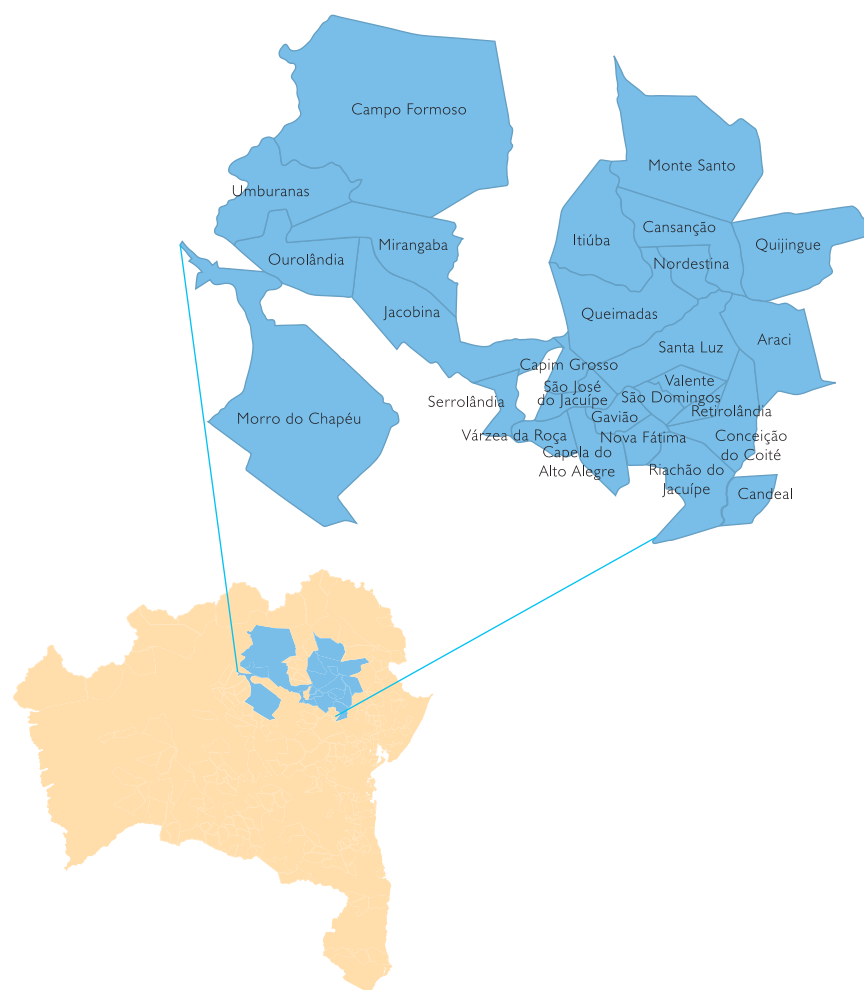 Campo Formoso
Monte Santo
Umburanas
Cansanção
Itiúba
Mirangaba
Quijingue
Ourolândia
Nordestina
Jacobina
Queimadas
Araci
Santa Luz
Capim Grosso
Valente
São José
do Jacuípe
São Domingos
Serrolândia
Retirolândia
Gavião
Morro do Chapéu
Várzea da Roça
Nova Fátima
Conceição
do Coité
Capela do
Alto Alegre
Riachão do
Jacuípe
Candeal